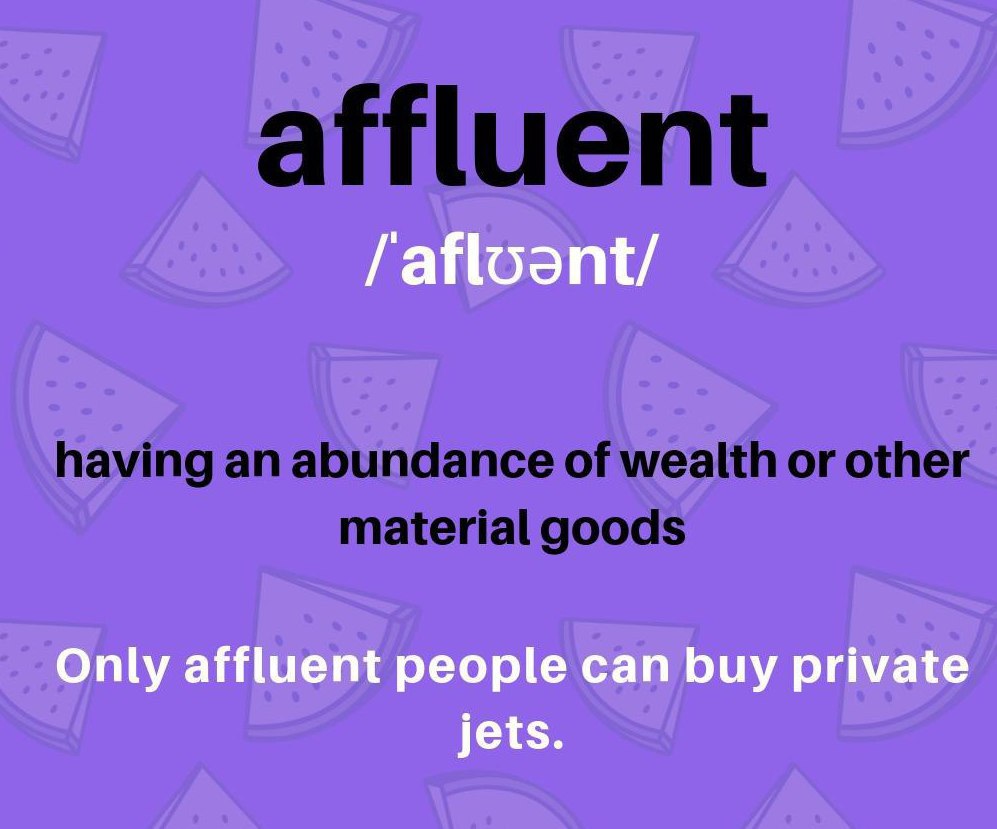 affluent
/ˈaflʊənt/
having an abundance of wealth or other
material goods
Only affluent people can buy private
jets.